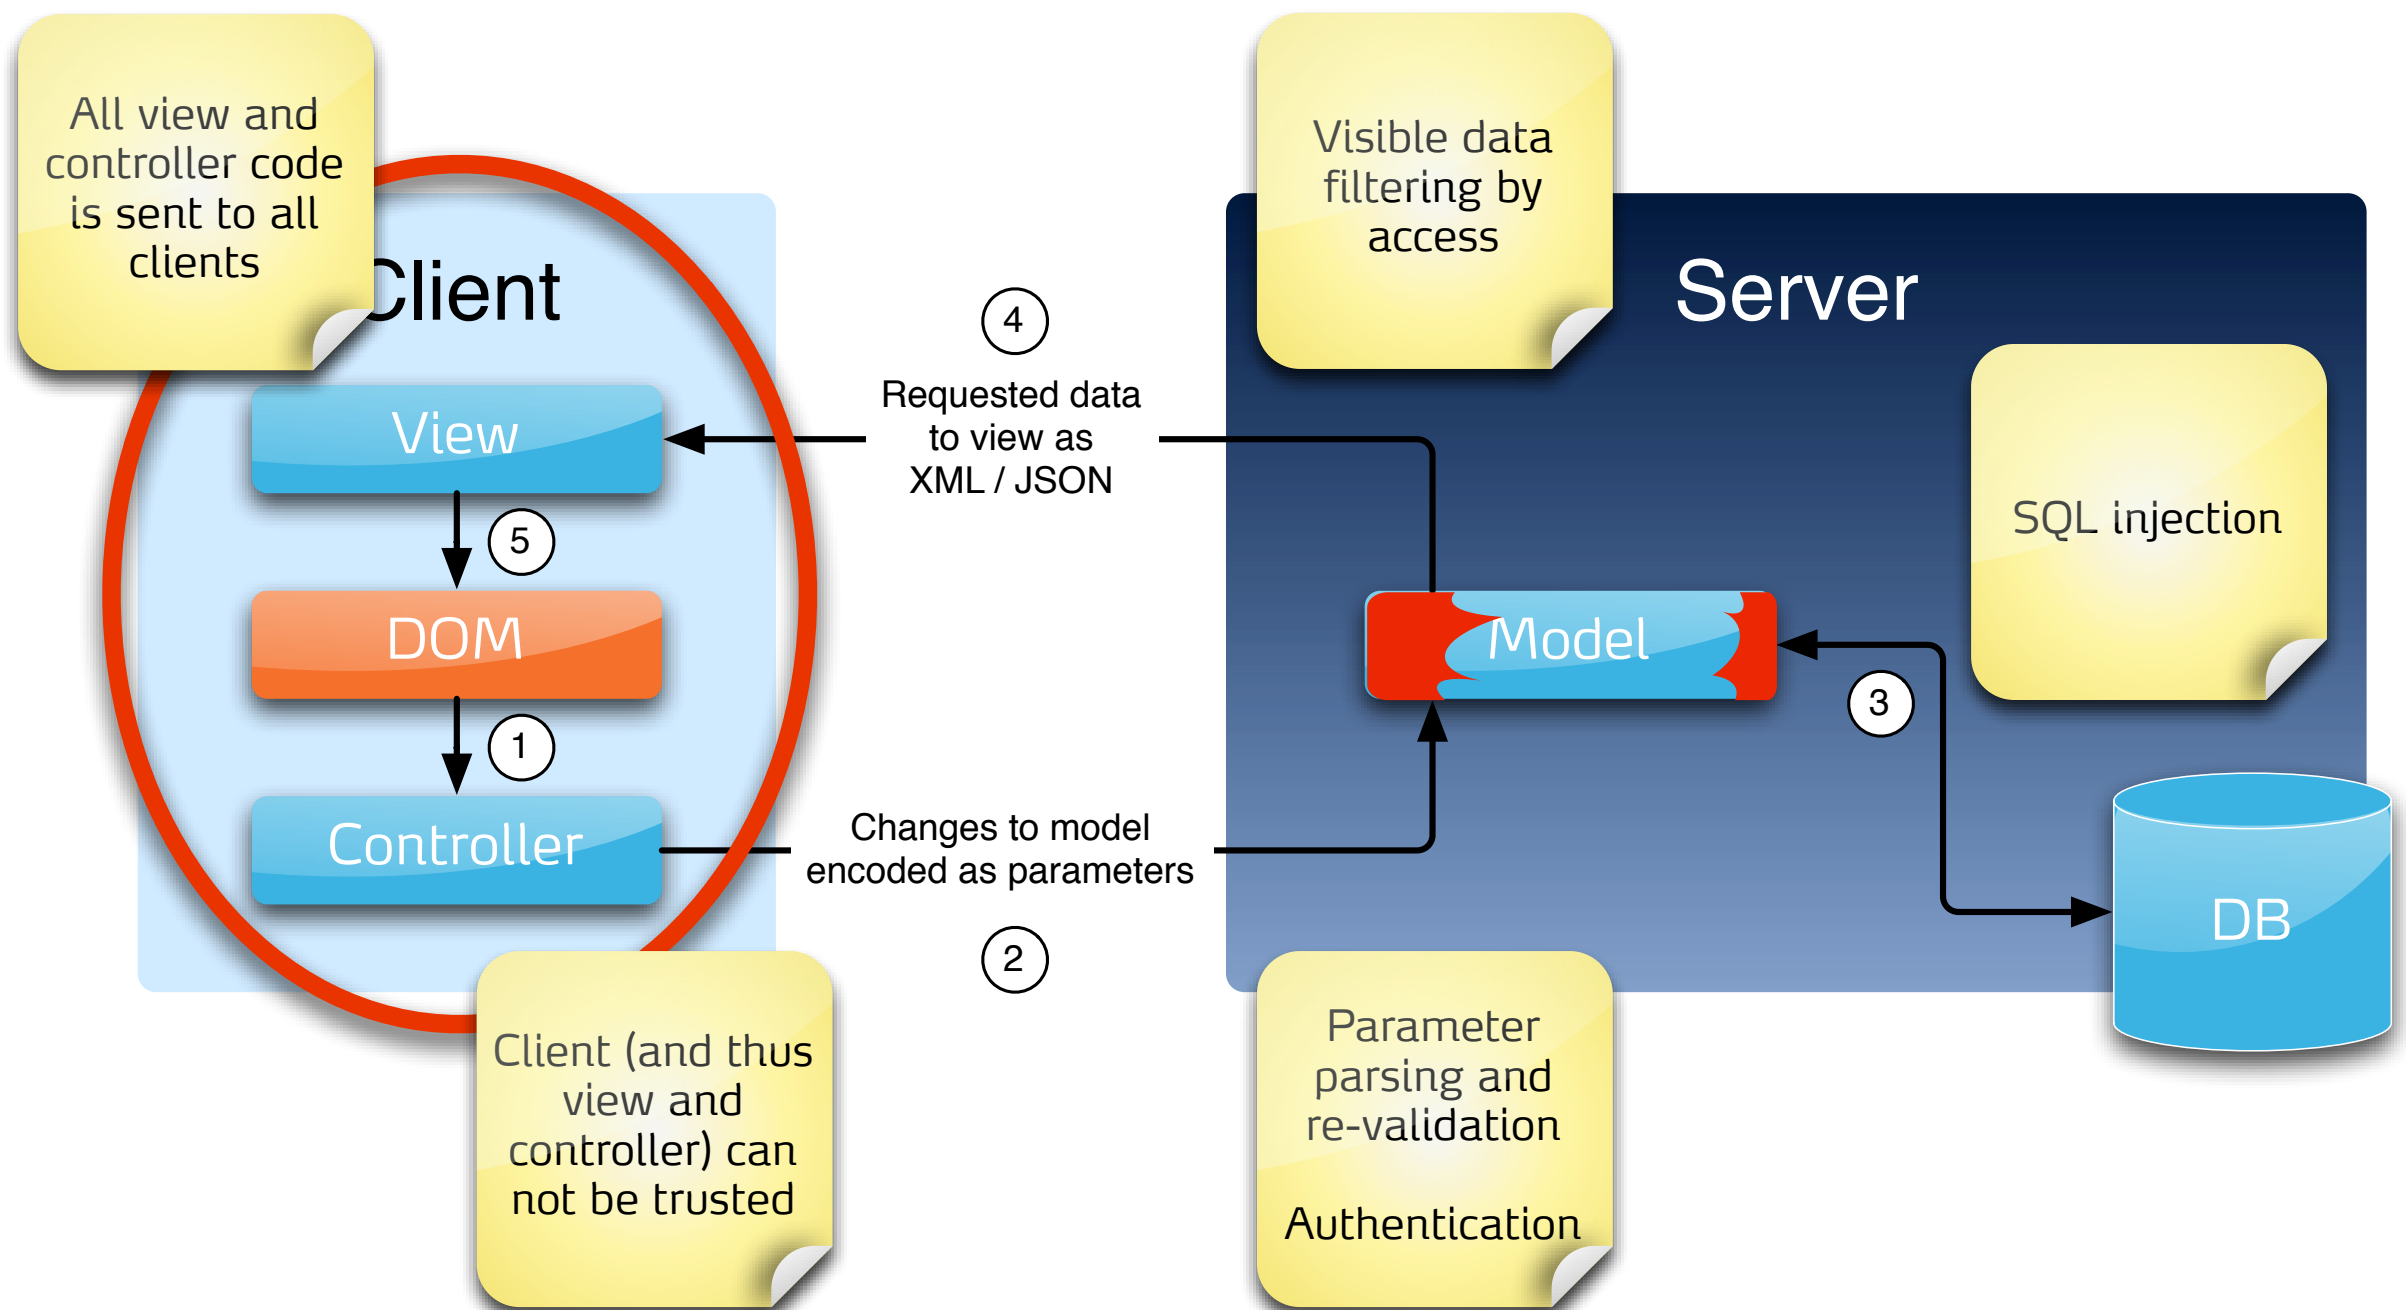 All view and
controller code
is sent to all
clients
Client
View
5
DOM
1
Controller
Client (and thus
view and
controller) can
not be trusted
4
Requested data
to view as
XML / JSON
Changes to model
encoded as parameters
2
Visible data
filtering by
access
Server
SQL injection
Model
3
DB
Parameter
parsing and
re-validation
Authentication